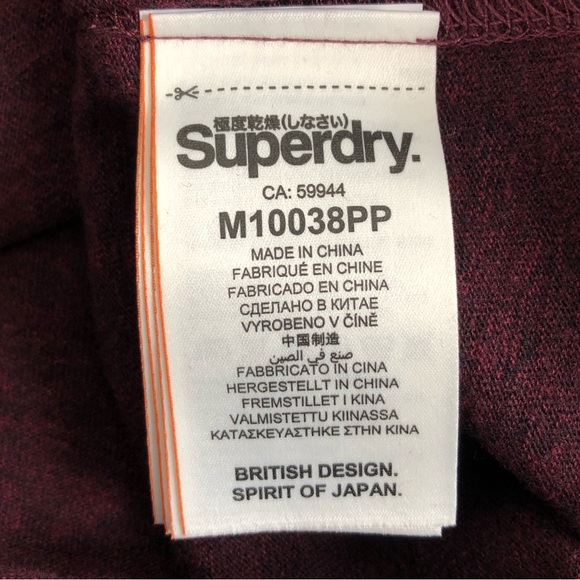 極度乾燥(しなさい)
Superdry.
CA: 59944
M10038PP
MADE IN CHINA
FABRIQUÉ EN CHINE
FABRICADO EN CHINA
СДЕЛАНО В КИТАЕ
VYROBENO V ČÍNĚ
中国制造
صنع في الصين
FABBRICATO IN CINA
HERGESTELLT IN CHINA
FREMSTILLET I KINA
VALMISTETTU KIINASSA
ΚΑΤΑΣΚΕΥΑΣΤΗΚΕ ΣΤΗΝ ΚΙΝΑ
BRITISH DESIGN.
SPIRIT OF JAPAN.